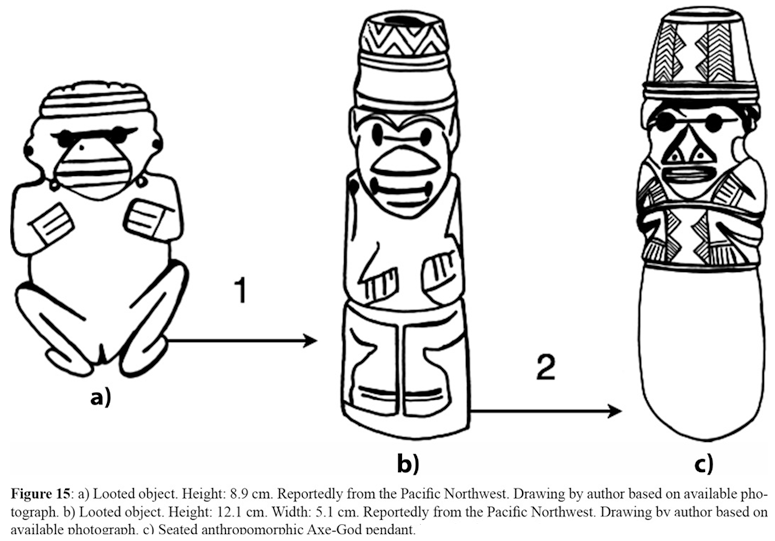 1
2
a)
b)
c)
Figure 15: a) Looted object. Height: 8.9 cm. Reportedly from the Pacific Northwest. Drawing by author based on available pho-
tograph. b) Looted object. Height: 12.1 cm. Width: 5.1 cm. Reportedly from the Pacific Northwest. Drawing by author based on
available photograph. c) Seated anthropomorphic Axe-God pendant.